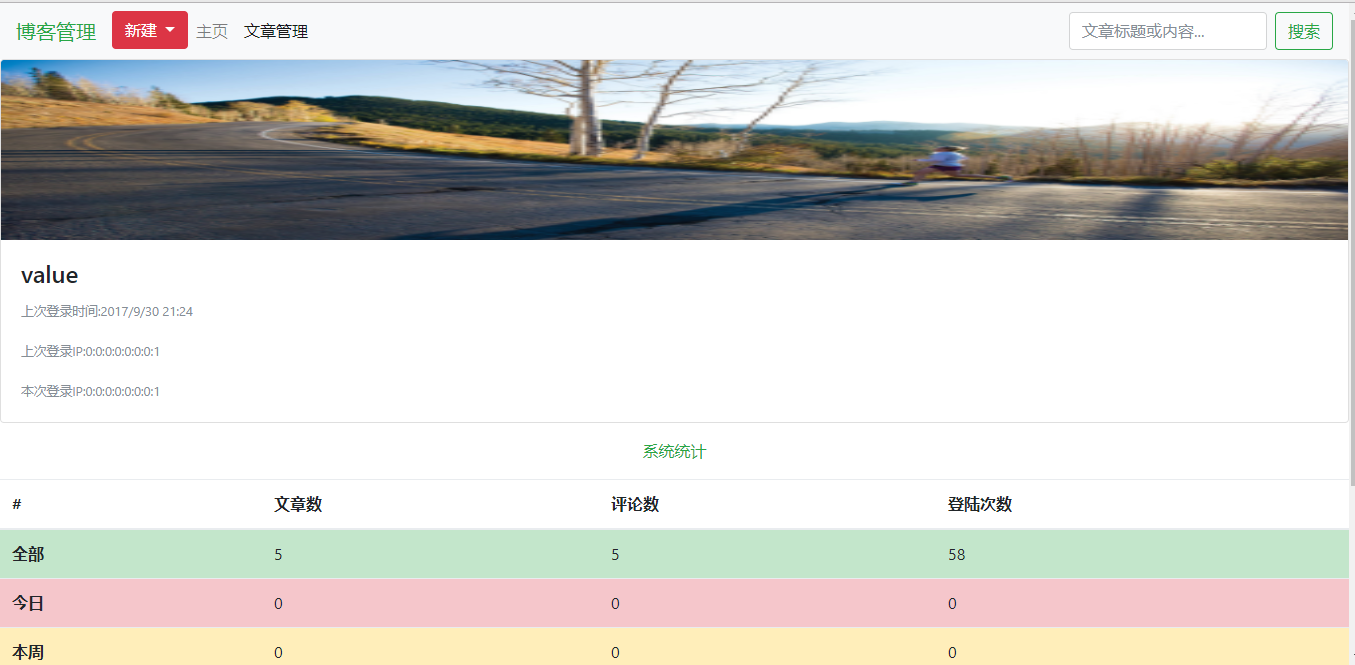 博客管理 新建 主页 文章管理 文章标题或内容... 搜索
value
上次登录时间:2017/9/30 21:24
上次登录IP:0:0:0:0:0:0:0:1
本次登录IP:0:0:0:0:0:0:0:1
系统统计
# 文章数 评论数 登陆次数
全部 5 5 58
今日 0 0 0
本周 0 0 0